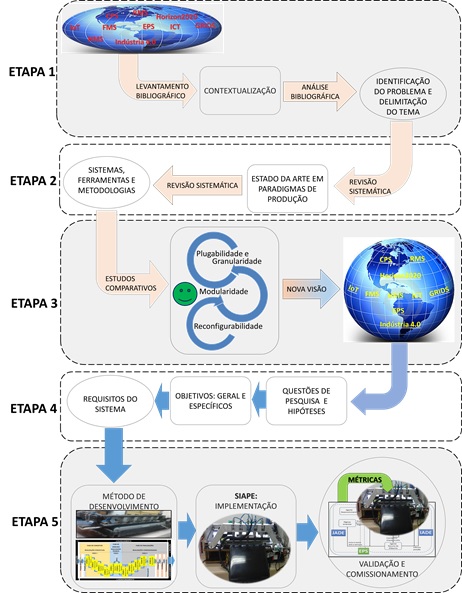 Horizon2020
IoT
FMS
EPS
ICT
Indústria 4.0
ETAPA 1
LEVANTAMENTO
BIBLIOGRÁFICO
CONTEXTUALIZAÇÃO
ANÁLISE
BIBLIOGRÁFICA
IDENTIFICAÇÃO
DO PROBLEMA E
DELIMITAÇÃO
DO TEMA
ETAPA 2
SISTEMAS,
FERRAMENTAS E
METODOLOGIAS
REVISÃO SISTEMÁTICA
ESTADO DA ARTE EM
PARADIGMAS DE
PRODUÇÃO
REVISÃO
SISTEMÁTICA
ETAPA 3
ESTUDOS
COMPARATIVOS
Plugabilidade e
Granularidade
Modularidade
Reconfigurabilidade
NOVA VISÃO
CPS RMS
Horizon2020
IoT
FMS
GRIDS
EPS
Indústria 4.0
ETAPA 4
REQUISITOS DO
SISTEMA
OBJETIVOS: GERAL E
ESPECÍFICOS
QUESTÕES DE
PESQUISA E
HIPÓTESES
ETAPA 5
MÉTODO DE
DESENVOLVIMENTO
SIAPE:
IMPLEMENTAÇÃO
MÉTRICAS
JADE
JADE
EPS
VALIDAÇÃO E
COMISSIONAMENTO